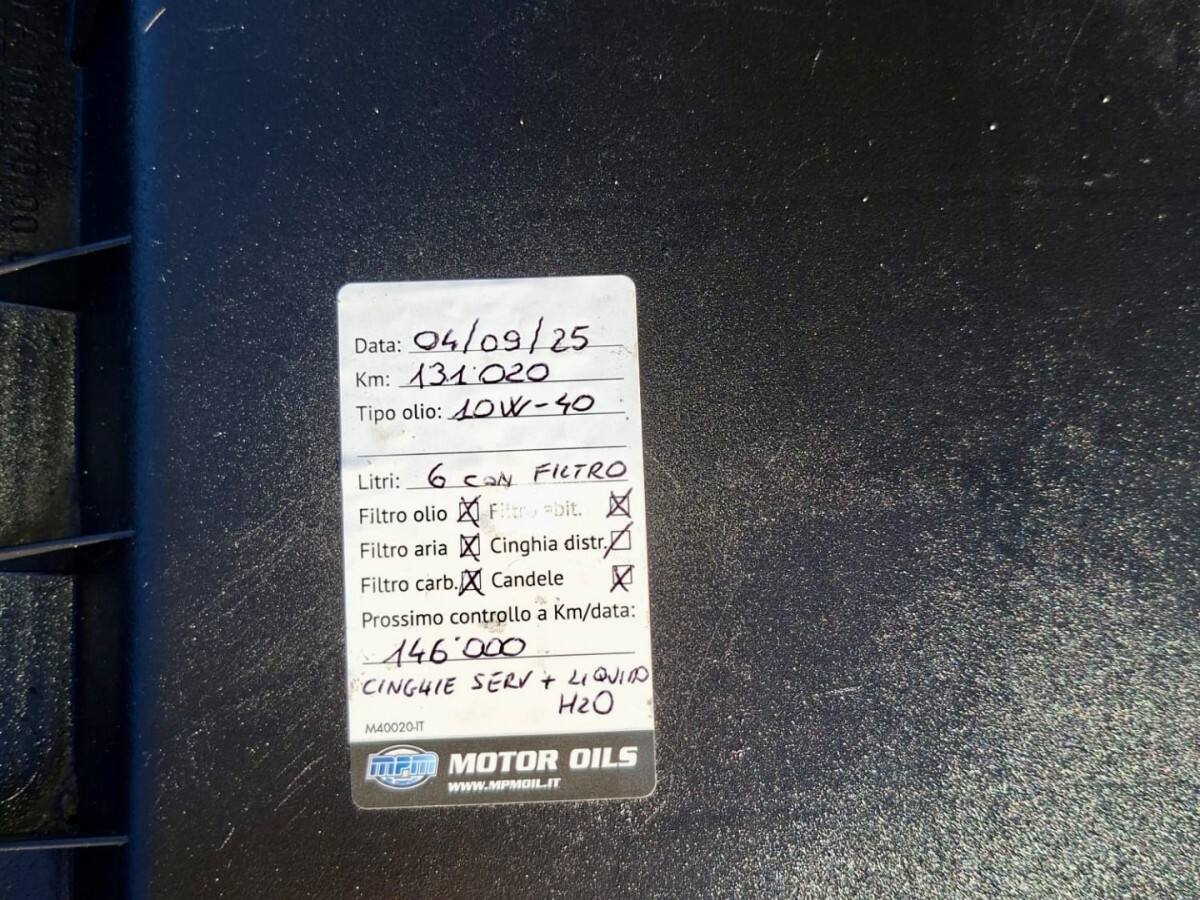 Data: 04/09/25
Km: 131'020
Tipo olio: 10W-40
Litri: 6 CON FILTRO
Filtro olio Filtro abit.
Filtro aria Cinghia distr.
Filtro carb. Candele
Prossimo controllo a Km/data:
146'000
CINGHIE SERV + LIQUIDO
H2O
M40020-IT
MPM MOTOR OILS
WWW.MPMOIL.IT